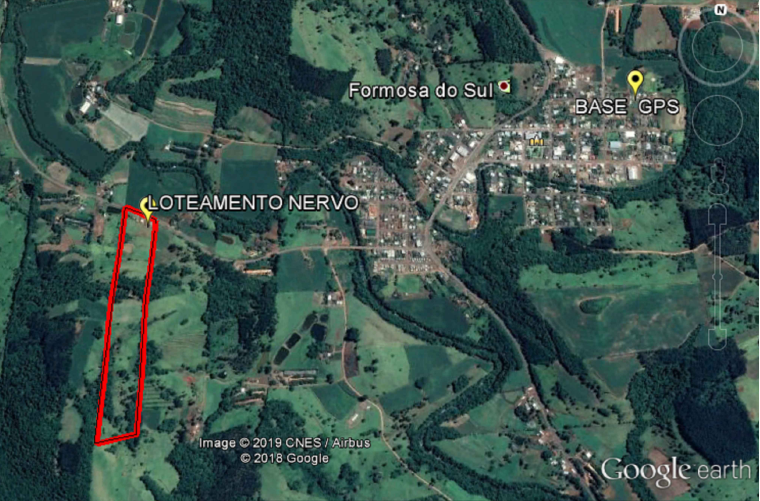 N
Formosa do Sul
BASE GPS
LOTEAMENTO NERVO
Image © 2019 CNES / Airbus
© 2018 Google
Google earth